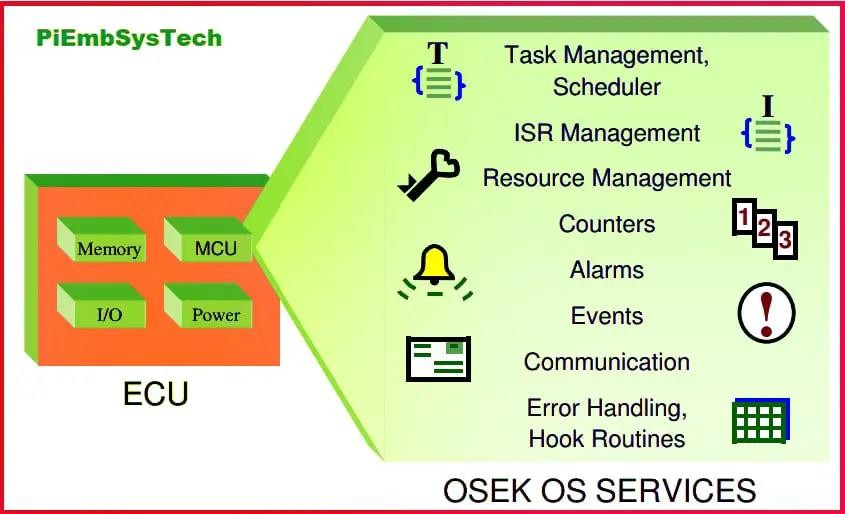 PiEmbSysTech
T
Task Management,
Scheduler
I
ISR Management
Resource Management
Counters
1
2
3
Alarms
Events
!
Communication
Error Handling,
Hook Routines
Memory
MCU
I/O
Power
ECU
OSEK OS SERVICES